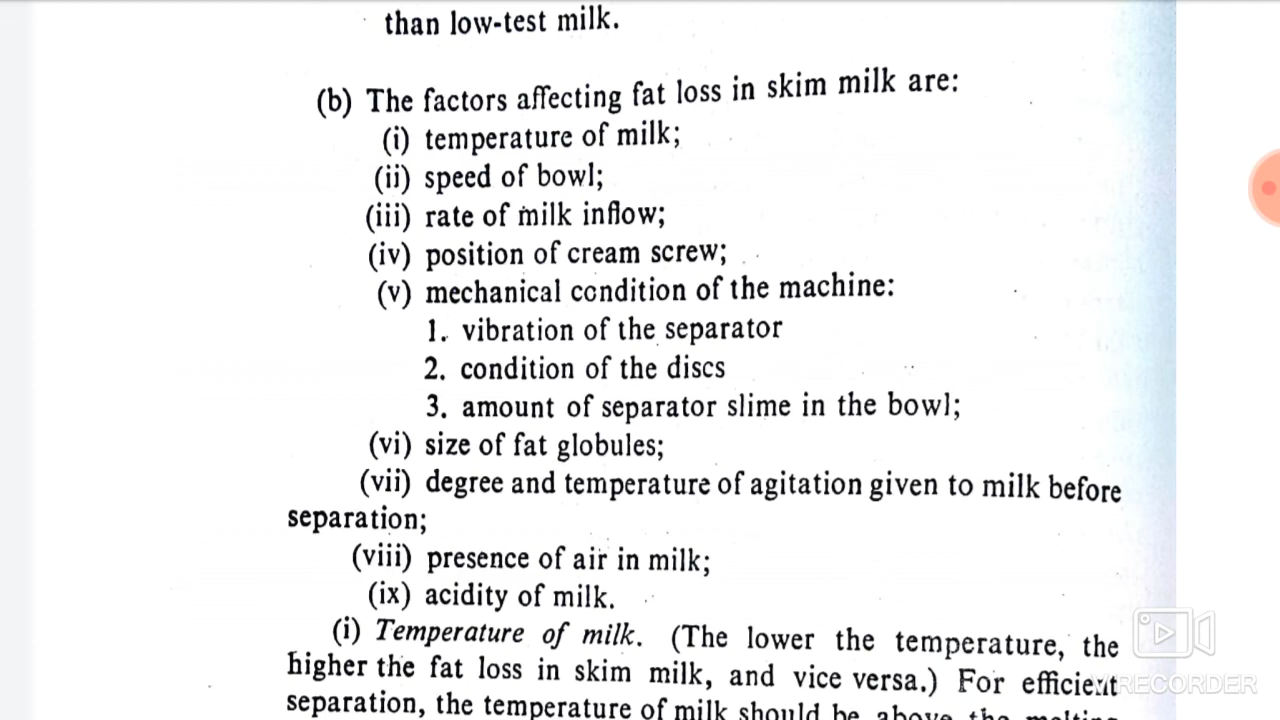 than low-test milk.
(b) The factors affecting fat loss in skim milk are:
(i) temperature of milk;
(ii) speed of bowl;
(iii) rate of milk inflow;
(iv) position of cream screw;
(v) mechanical condition of the machine:
1. vibration of the separator
2. condition of the discs
3. amount of separator slime in the bowl;
(vi) size of fat globules;
(vii) degree and temperature of agitation given to milk before
separation;
(viii) presence of air in milk;
(ix) acidity of milk.
(i) Temperature of milk. (The lower the temperature, the
higher the fat loss in skim milk, and vice versa.) For efficient
separation, the temperature of milk should be above the melting
RECORDER